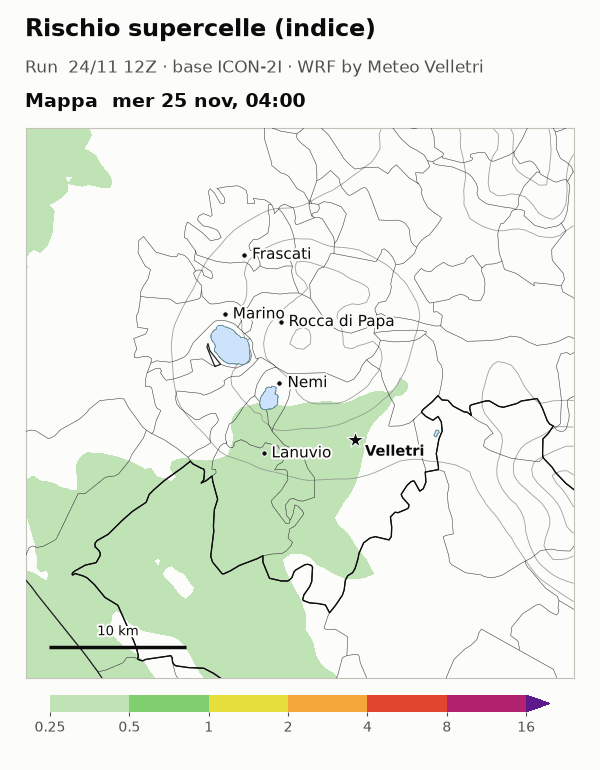 Rischio supercelle (indice)
Run  24/11 12Z · base ICON-2I · WRF by Meteo Velletri
Mappa  mer 25 nov, 04:00
Frascati
Marino
Rocca di Papa
Nemi
Velletri
Lanuvio
10 km
0.25 0.5 1 2 4 8 16